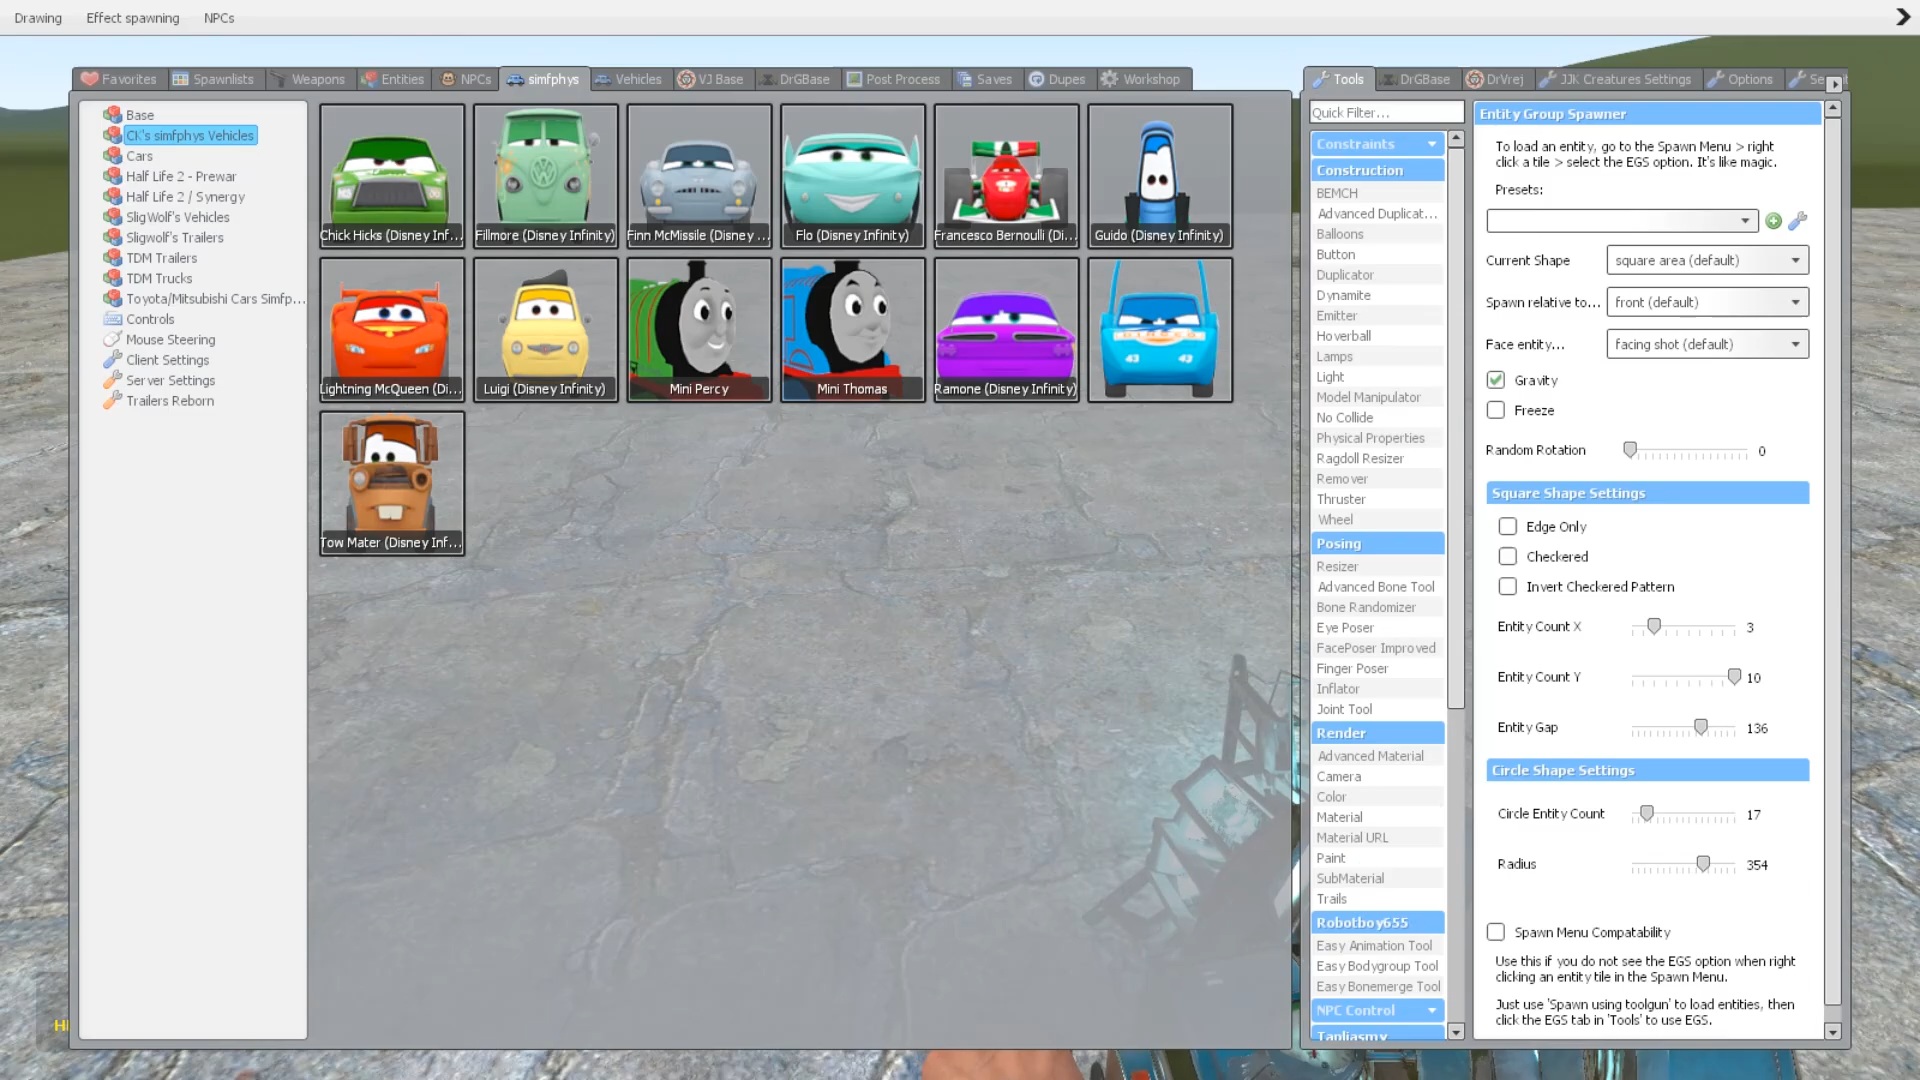 Drawing Effect spawning NPCs
Favorites Spawnlists Weapons Entities NPCs simfphys Vehicles VJ Base DrGBase Post Process Saves Dupes Workshop
Base
CK's simfphys Vehicles
Cars
Half Life 2 - Prewar
Half Life 2 / Synergy
SligWolf's Vehicles
Sligwolf's Trailers
TDM Trailers
TDM Trucks
Toyota/Mitsubishi Cars Simfp...
Controls
Mouse Steering
Client Settings
Server Settings
Trailers Reborn
Chick Hicks (Disney Inf...
Fillmore (Disney Infinity)
Finn McMissile (Disney ...
Flo (Disney Infinity)
Francesco Bernoulli (Di...
Guido (Disney Infinity)
Lightning McQueen (Di...
Luigi (Disney Infinity)
Mini Percy
Mini Thomas
Ramone (Disney Infinity)
43 43
Tow Mater (Disney Inf...
Tools DrGBase DrVrej JJK Creatures Settings Options Se
Quick Filter...
Constraints
Construction
BEMCH
Advanced Duplicat...
Balloons
Button
Duplicator
Dynamite
Emitter
Hoverball
Lamps
Light
Model Manipulator
No Collide
Physical Properties
Ragdoll Resizer
Remover
Thruster
Wheel
Posing
Resizer
Advanced Bone Tool
Bone Randomizer
Eye Poser
FacePoser Improved
Finger Poser
Inflator
Joint Tool
Render
Advanced Material
Camera
Color
Material
Material URL
Paint
SubMaterial
Trails
Robotboy655
Easy Animation Tool
Easy Bodygroup Tool
Easy Bonemerge Tool
NPC Control
Entity Group Spawner
To load an entity, go to the Spawn Menu > right
click a tile > select the EGS option. It's like magic.
Presets:
Current Shape square area (default)
Spawn relative to... front (default)
Face entity... facing shot (default)
Gravity
Freeze
Random Rotation 0
Square Shape Settings
Edge Only
Checkered
Invert Checkered Pattern
Entity Count X 3
Entity Count Y 10
Entity Gap 136
Circle Shape Settings
Circle Entity Count 17
Radius 354
Spawn Menu Compatability
Use this if you do not see the EGS option when right
clicking an entity tile in the Spawn Menu.
Just use 'Spawn using toolgun' to load entities, then
click the EGS tab in 'Tools' to use EGS.